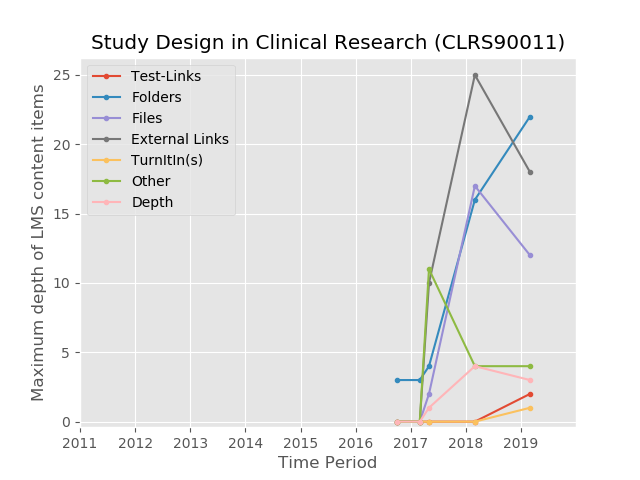 Study Design in Clinical Research (CLRS90011)
Maximum depth of LMS content items
25
20
15
10
5
0
Test-Links
Folders
Files
External Links
TurnItIn(s)
Other
Depth
2011 2012 2013 2014 2015 2016 2017 2018 2019
Time Period